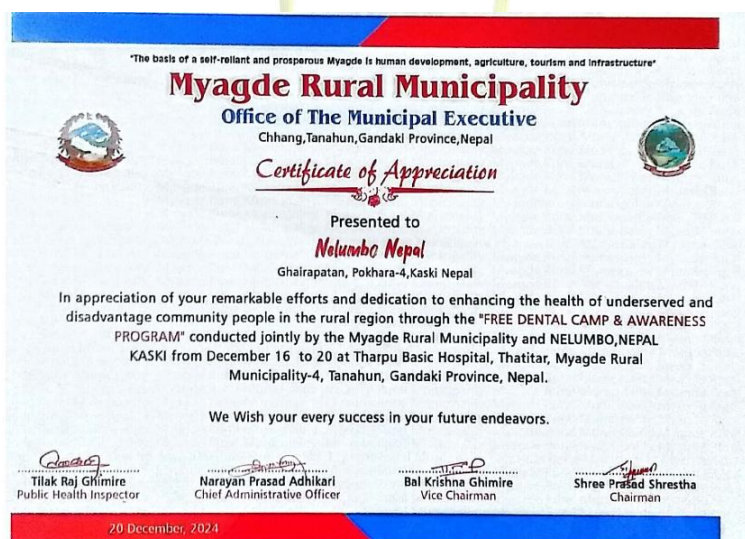 "The basis of a self-reliant and prosperous Myagde is human development, agriculture, tourism and infrastructure"
Myagde Rural Municipality
Office of The Municipal Executive
Chhang,Tanahun,Gandaki Province,Nepal
Certificate of Appreciation
Presented to
Nelumbo Nepal
Ghairapatan, Pokhara-4,Kaski Nepal
In appreciation of your remarkable efforts and dedication to enhancing the health of underserved and
disadvantage community people in the rural region through the "FREE DENTAL CAMP & AWARENESS
PROGRAM" conducted jointly by the Myagde Rural Municipality and NELUMBO,NEPAL
KASKI from December 16 to 20 at Tharpu Basic Hospital, Thatitar, Myagde Rural
Municipality-4, Tanahun, Gandaki Province, Nepal.
We Wish your every success in your future endeavors.
Tilak Raj Ghimire
Public Health Inspector
Narayan Prasad Adhikari
Chief Administrative Officer
Bal Krishna Ghimire
Vice Chairman
Shree Prasad Shrestha
Chairman
20 December, 2024